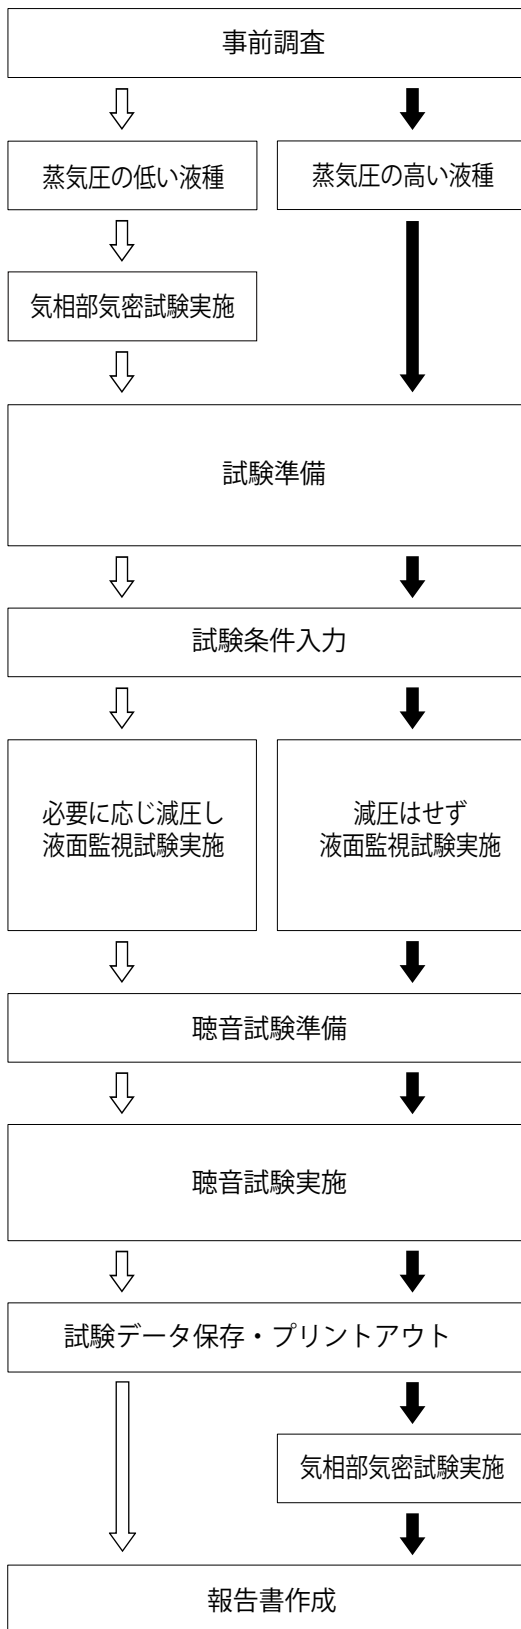 事前調査
蒸気圧の低い液種
蒸気圧の高い液種
気相部気密試験実施
試験準備
試験条件入力
必要に応じ減圧し
液面監視試験実施
減圧はせず
液面監視試験実施
聴音試験準備
聴音試験実施
試験データ保存・プリントアウト
気相部気密試験実施
報告書作成